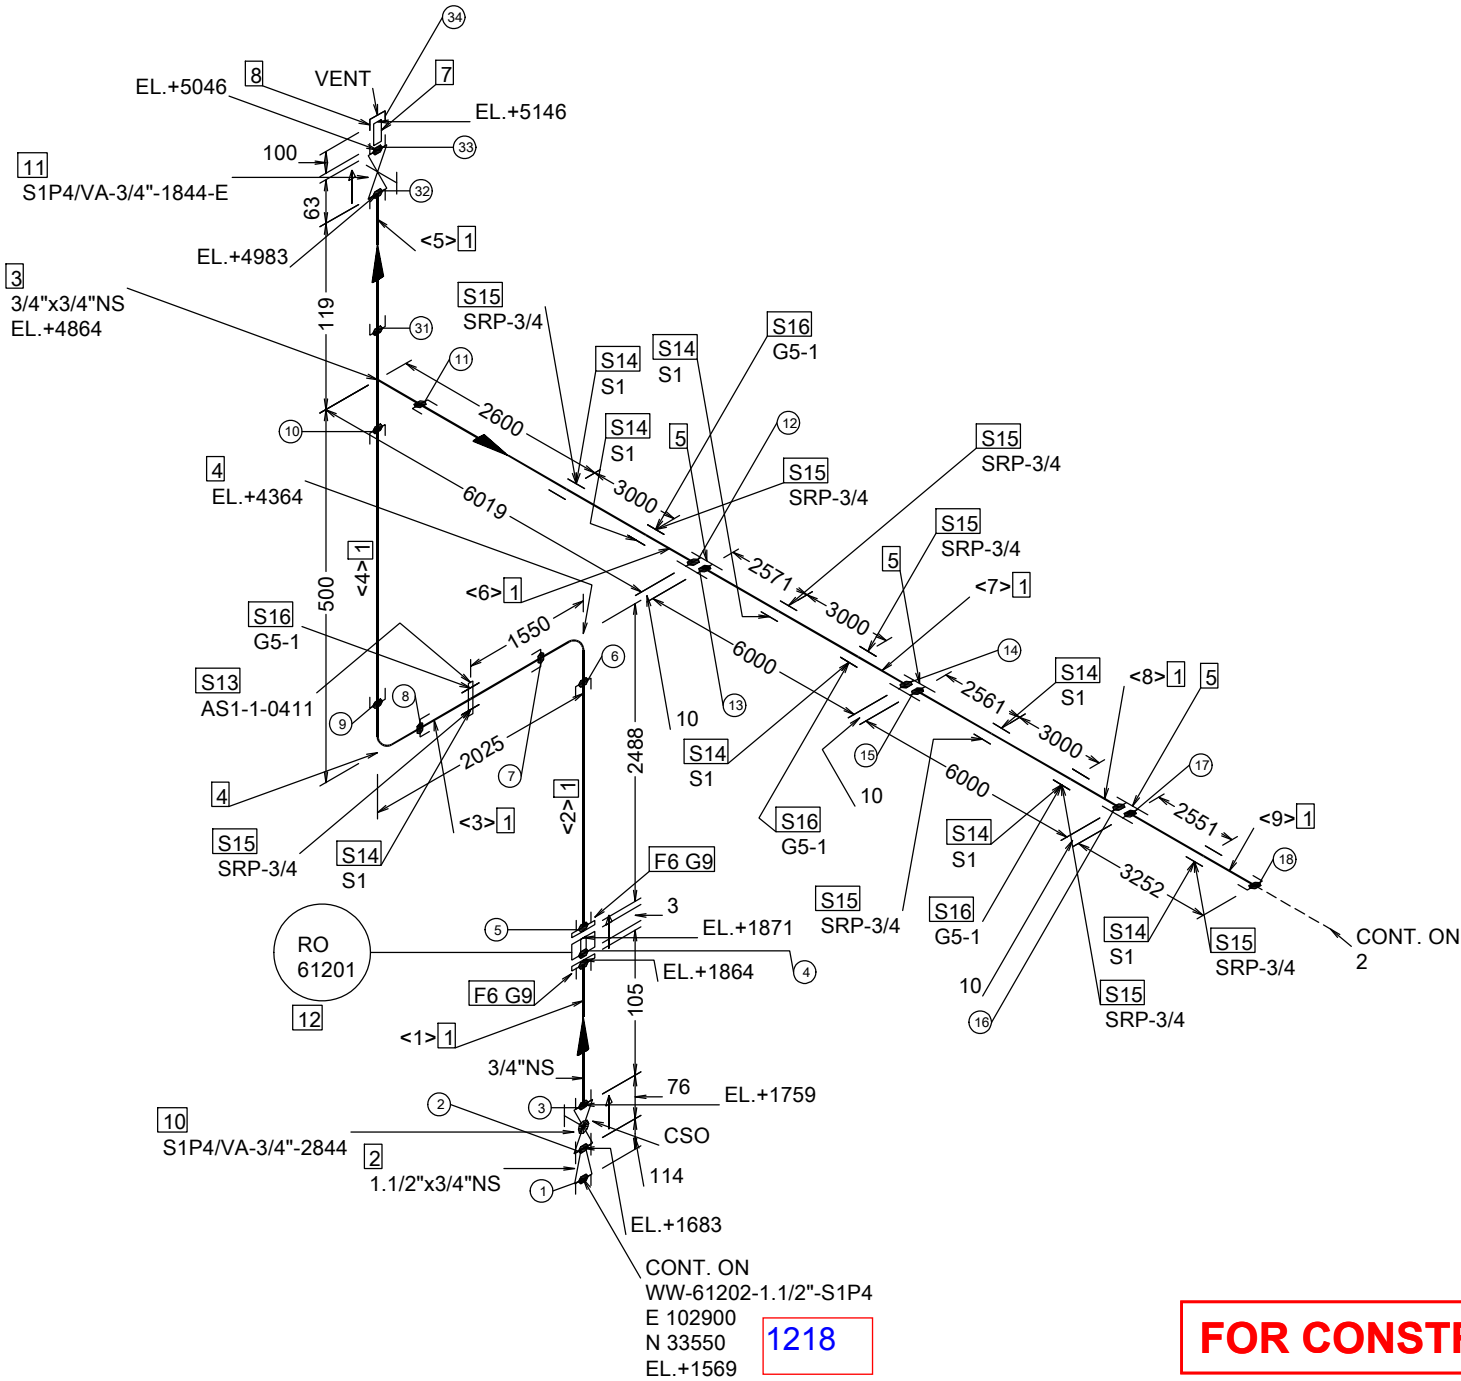 34
8
VENT
7
EL.+5046
EL.+5146
100
33
11
S1P4/VA-3/4"-1844-E
32
63
<5>1
EL.+4983
3
3/4"x3/4"NS
EL.+4864
119
31
11
S15
SRP-3/4
S14
S1
S14
S1
S16
G5-1
2600
S14
S1
5
12
10
4
EL.+4364
6019
3000
S15
SRP-3/4
S15
SRP-3/4
S15
SRP-3/4
<4>1
500
<6>1
2571
5
<7>1
3000
S16
G5-1
1550
6
6000
14
S13
AS1-1-0411
8
9
13
2561
S14
S1
<8>1
5
2025
7
10
S14
S1
15
3000
17
4
<3>1
<2>1
2488
10
6000
2551
<9>1
S15
SRP-3/4
S14
S1
S16
G5-1
S14
S1
18
F6 G9
3252
5
3
EL.+1871
S15
SRP-3/4
S16
G5-1
S14
S1
S15
SRP-3/4
CONT. ON
2
RO
61201
EL.+1864
4
12
F6 G9
105
10
S15
SRP-3/4
16
<1>1
3/4"NS
76
EL.+1759
2
3
10
S1P4/VA-3/4"-2844
CSO
2
1.1/2"x3/4"NS
114
1
EL.+1683
CONT. ON
WW-61202-1.1/2"-S1P4
E 102900
N 33550
EL.+1569
1218
FOR CONST